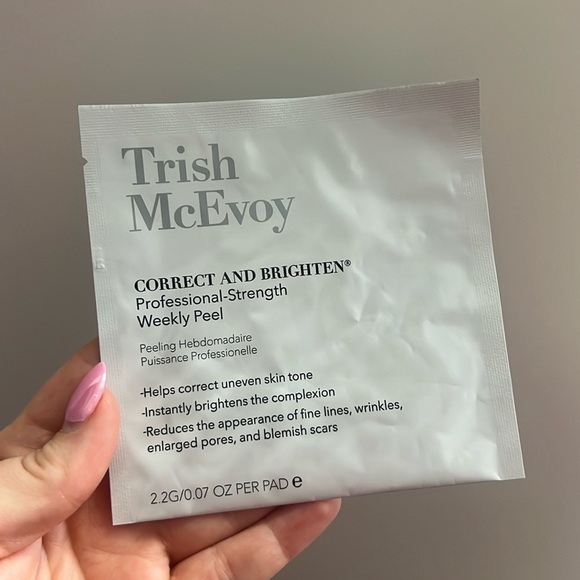 Trish
McEvoy
CORRECT AND BRIGHTEN®
Professional-Strength
Weekly Peel
Peeling Hebdomadaire
Puissance Professionelle
-Helps correct uneven skin tone
-Instantly brightens the complexion
-Reduces the appearance of fine lines, wrinkles,
enlarged pores, and blemish scars
2.2G/0.07 OZ PER PAD e